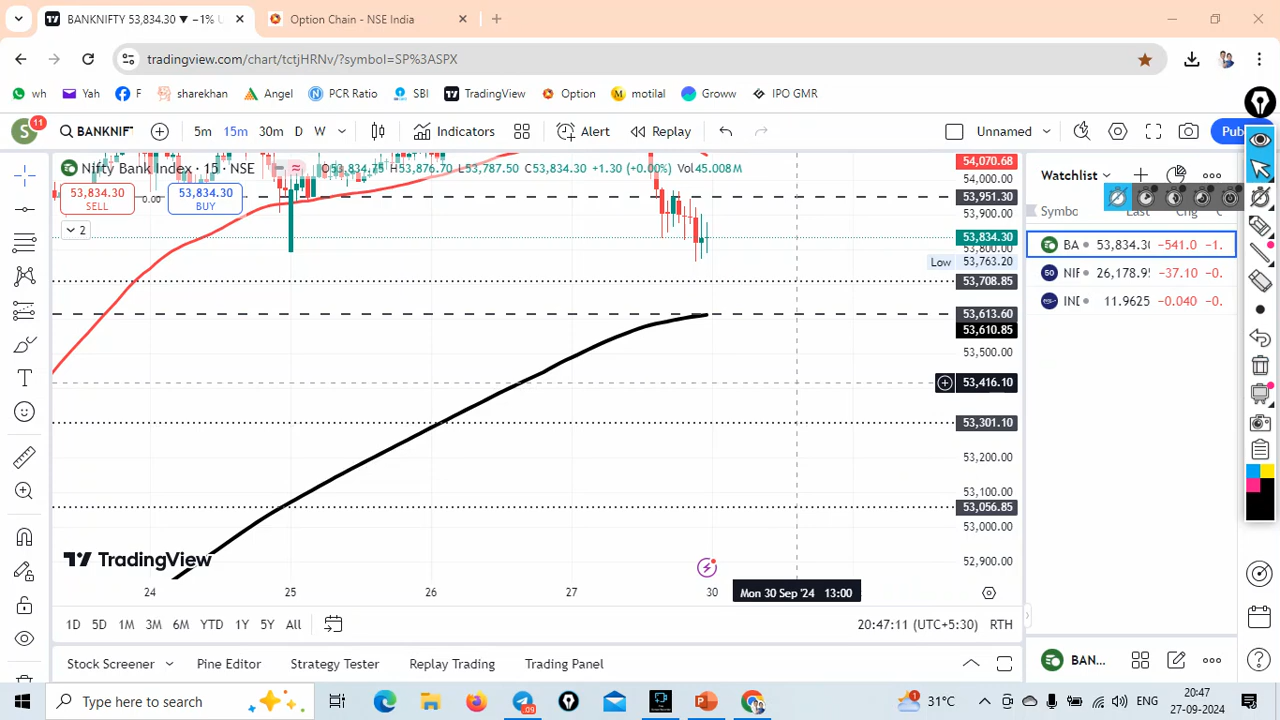 BANKNIFTY 53,834.30 ▼ −1% U
Option Chain - NSE India
tradingview.com/chart/tctjHRNv/?symbol=SP%3ASPX
wh
Yah
F
sharekhan
Angel
PCR Ratio
SBI
TradingView
Option
motilal
Groww
IPO GMR
S
11
BANKNIF
5m
15m
30m
D
W
Indicators
Alert
Replay
Unnamed
Pub
Nifty Bank Index · 15 · NSE
O53,834.75 H53,876.70 L53,787.50 C53,834.30 +1.30 (+0.00%) Vol45.008 M
53,834.30
SELL
0.00
53,834.30
BUY
2
54,070.68
54,000.00
53,951.30
53,900.00
53,834.30
53,800.00
Low 53,763.20
53,708.85
53,613.60
53,610.85
53,500.00
53,416.10
53,301.10
53,200.00
53,100.00
53,056.85
53,000.00
52,900.00
TradingView
24
25
26
27
30
Mon 30 Sep '24 13:00
Watchlist
Symbo
Last
Chg
BA 53,834.30 −541.0 −1.
NIF 26,178.95 −37.10 −0.
INI 11.9625 −0.040 −0.
1D
5D
1M
3M
6M
YTD
1Y
5Y
All
20:47:11 (UTC+5:30)
RTH
Stock Screener
Pine Editor
Strategy Tester
Replay Trading
Trading Panel
BAN...
Type here to search
.09
1
31°C
ENG
20:47
27-09-2024